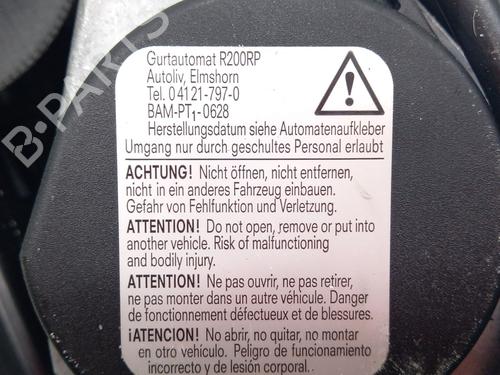 Gurtautomat R200RP
Autoliv, Elmshorn
Tel. 0 4121-797-0
BAM-PT1-0628
Herstellungsdatum siehe Automatenaufkleber
Umgang nur durch geschultes Personal erlaubt
ACHTUNG! Nicht öffnen, nicht entfernen,
nicht in ein anderes Fahrzeug einbauen.
Gefahr von Fehlfunktion und Verletzung.
ATTENTION! Do not open, remove or put into
another vehicle. Risk of malfunctioning
and bodily injury.
ATTENTION! Ne pas ouvrir, ne pas retirer,
ne pas monter dans un autre véhicule. Danger
de fonctionnement défectueux et de blessures.
¡ATENCION! No abrir, no quitar, no montar
en otro vehículo. Peligro de funcionamiento
incorrecto y de lesión corporal.
B-PARTS